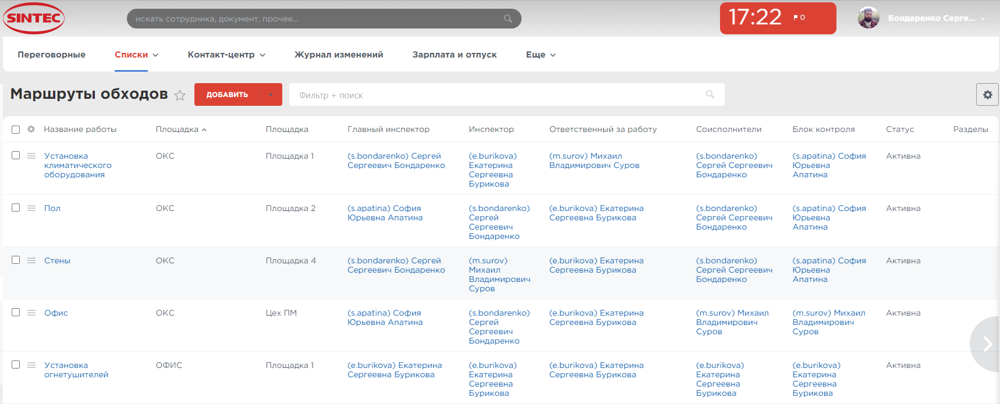 SINTEC
искать сотрудника, документ, прочее...
17:22
0
Бондаренко Серге...
Переговорные
Списки
Контакт-центр
Журнал изменений
Зарплата и отпуск
Еще
Маршруты обходов
ДОБАВИТЬ
Фильтр + поиск
Название работы
Площадка
Площадка
Главный инспектор
Инспектор
Ответственный за работу
Соисполнители
Блок контроля
Статус
Разделы
Установка
климатического
оборудования
ОКС
Площадка 1
(s.bondarenko) Сергей
Сергеевич Бондаренко
(e.burikova)
Екатерина
Сергеевна
Бурикова
(m.surov) Михаил
Владимирович Суров
(s.bondarenko)
Сергей Сергеевич
Бондаренко
(s.apatina) София
Юрьевна
Апатина
Активна
Пол
ОКС
Площадка 2
(s.apatina) София
Юрьевна Апатина
(s.bondarenko)
Сергей
Сергеевич
Бондаренко
(e.burikova) Екатерина
Сергеевна Бурикова
(s.bondarenko)
Сергей Сергеевич
Бондаренко
(s.apatina) София
Юрьевна
Апатина
Активна
Стены
ОКС
Площадка 4
(s.bondarenko) Сергей
Сергеевич Бондаренко
(m.surov)
Михаил
Владимирович
Суров
(e.burikova) Екатерина
Сергеевна Бурикова
(s.bondarenko)
Сергей Сергеевич
Бондаренко
(s.apatina) София
Юрьевна
Апатина
Активна
Офис
ОКС
Цех ПМ
(s.apatina) София
Юрьевна Апатина
(s.bondarenko)
Сергей
Сергеевич
Бондаренко
(e.burikova) Екатерина
Сергеевна Бурикова
(m.surov) Михаил
Владимирович
Суров
(m.surov) Михаил
Владимирович
Суров
Активна
Установка
огнетушителей
ОФИС
Площадка 1
(e.burikova) Екатерина
Сергеевна Бурикова
(e.burikova)
Екатерина
Сергеевна
Бурикова
(e.burikova) Екатерина
Сергеевна Бурикова
(e.burikova)
Екатерина
Сергеевна
Бурикова
(e.burikova)
Екатерина
Сергеевна
Бурикова
Активна